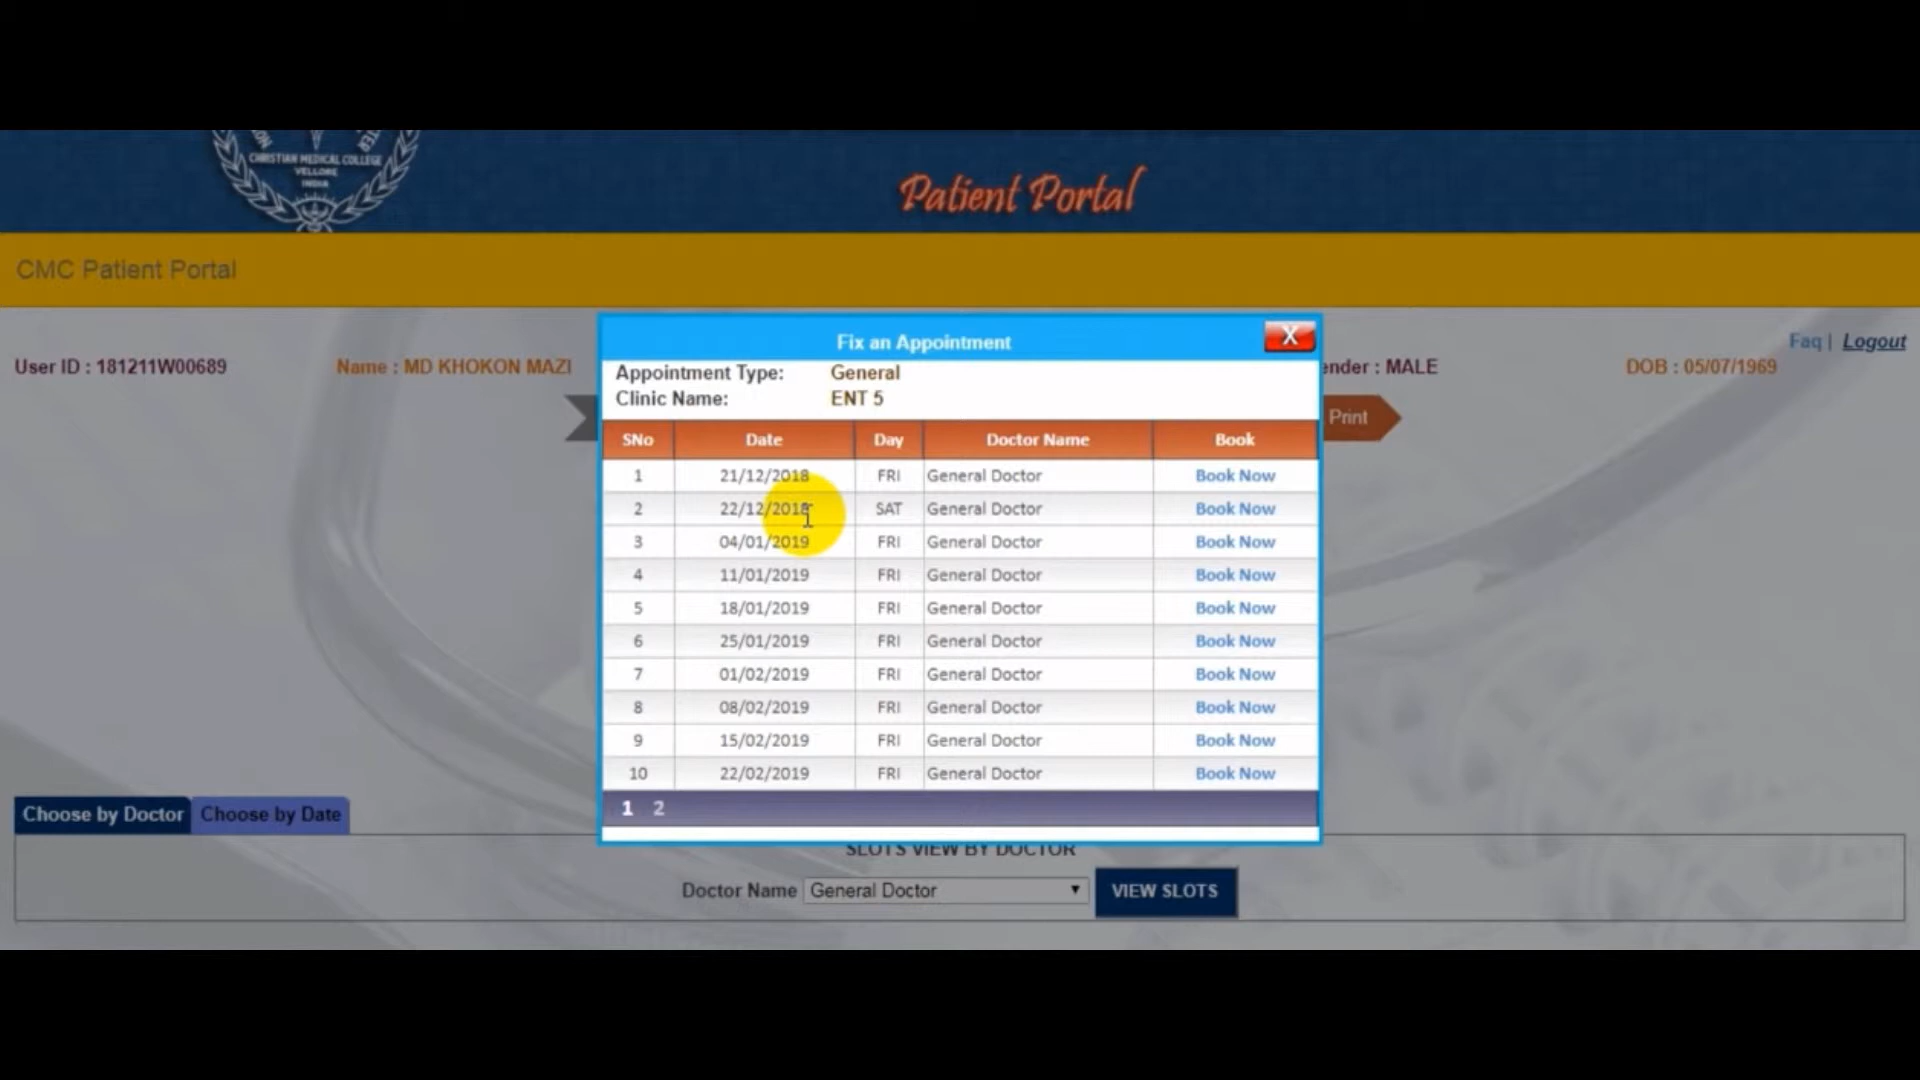 CHRISTIAN MEDICAL COLLEGE
VELLORE
INDIA
Patient Portal
CMC Patient Portal
Faq | Logout
User ID : 181211W00689 Name : MD KHOKON MAZI ender : MALE DOB : 05/07/1969
Print
Fix an Appointment X
Appointment Type: General
Clinic Name: ENT 5
SNo Date Day Doctor Name Book
1 21/12/2018 FRI General Doctor Book Now
2 22/12/2018 SAT General Doctor Book Now
3 04/01/2019 FRI General Doctor Book Now
4 11/01/2019 FRI General Doctor Book Now
5 18/01/2019 FRI General Doctor Book Now
6 25/01/2019 FRI General Doctor Book Now
7 01/02/2019 FRI General Doctor Book Now
8 08/02/2019 FRI General Doctor Book Now
9 15/02/2019 FRI General Doctor Book Now
10 22/02/2019 FRI General Doctor Book Now
1 2
Choose by Doctor Choose by Date
SLOTS VIEW BY DOCTOR
Doctor Name General Doctor VIEW SLOTS